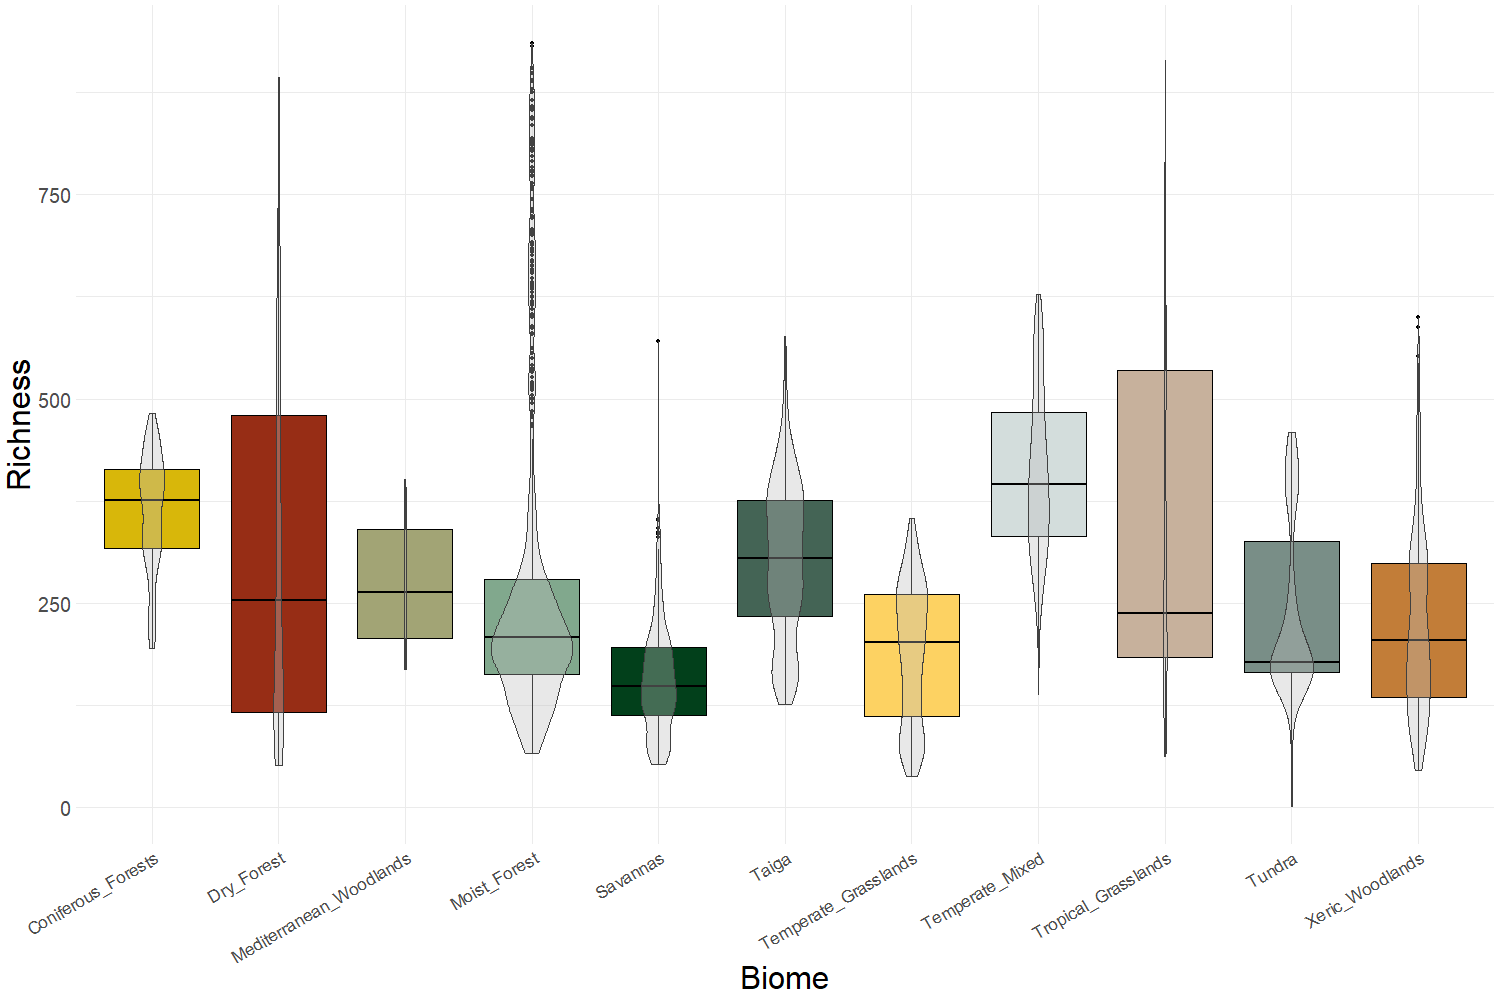 Richness
750
500
250
0
Coniferous_Forests
Dry_Forest
Mediterranean_Woodlands
Moist_Forest
Savannas
Taiga
Temperate_Grasslands
Temperate_Mixed
Tropical_Grasslands
Tundra
Xeric_Woodlands
Biome